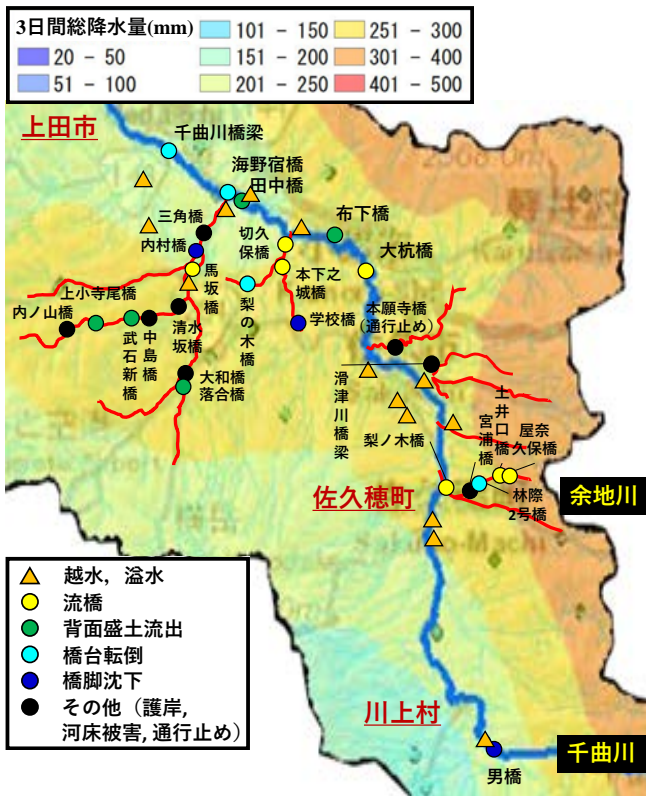 3日間総降水量(mm)
20 - 50
51 - 100
101 - 150
151 - 200
201 - 250
251 - 300
301 - 400
401 - 500
上田市
千曲川橋梁
海野宿橋
田中橋
三角橋
内村橋
切久
保橋
布下橋
大杭橋
馬坂橋
本下之
城橋
上小寺尾橋
内ノ山橋
武石新橋
中島橋
清水
坂橋
梨の木橋
学校橋
本願寺橋
(通行止め)
大和橋
落合橋
滑津川橋梁
土井口橋
宮浦橋
屋奈
久保橋
梨ノ木橋
林際
2号橋
佐久穂町
余地川
越水, 溢水
流橋
背面盛土流出
橋台転倒
橋脚沈下
その他(護岸,
河床被害, 通行止め)
川上村
千曲川
男橋